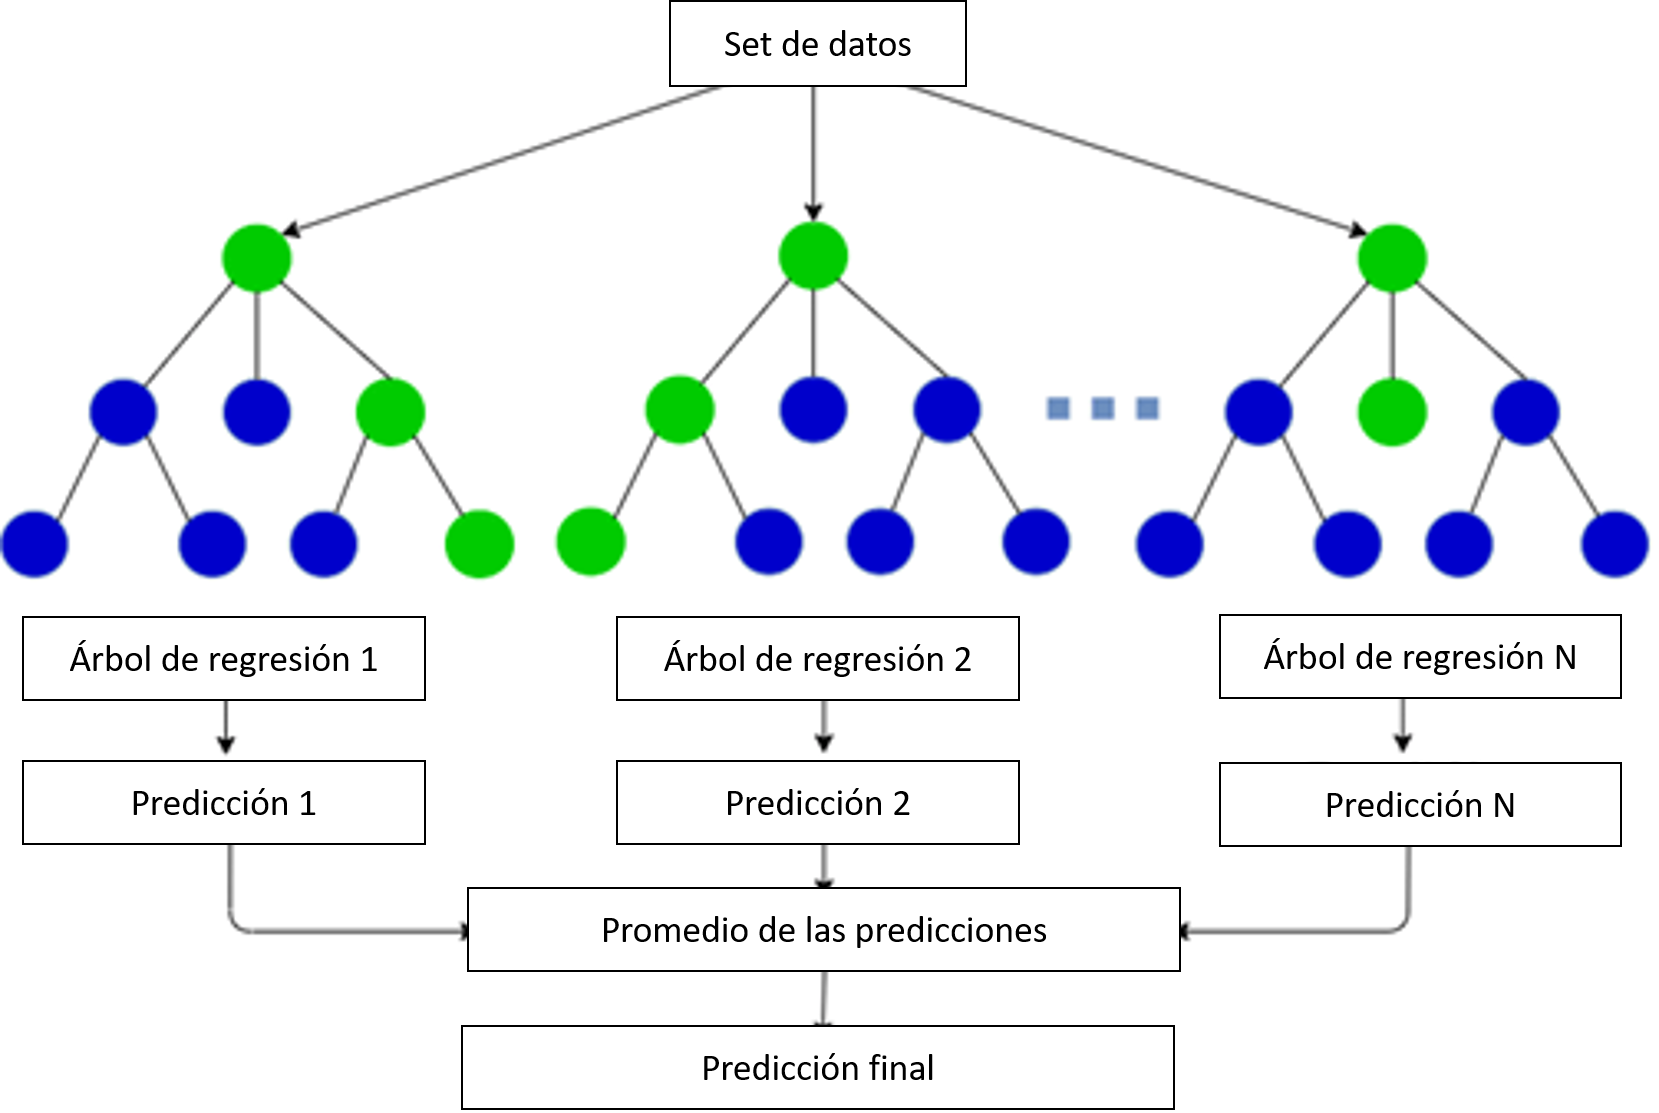 Set de datos
Árbol de regresión 1
Árbol de regresión 2
Árbol de regresión N
Predicción 1
Predicción 2
Predicción N
Promedio de las predicciones
Predicción final